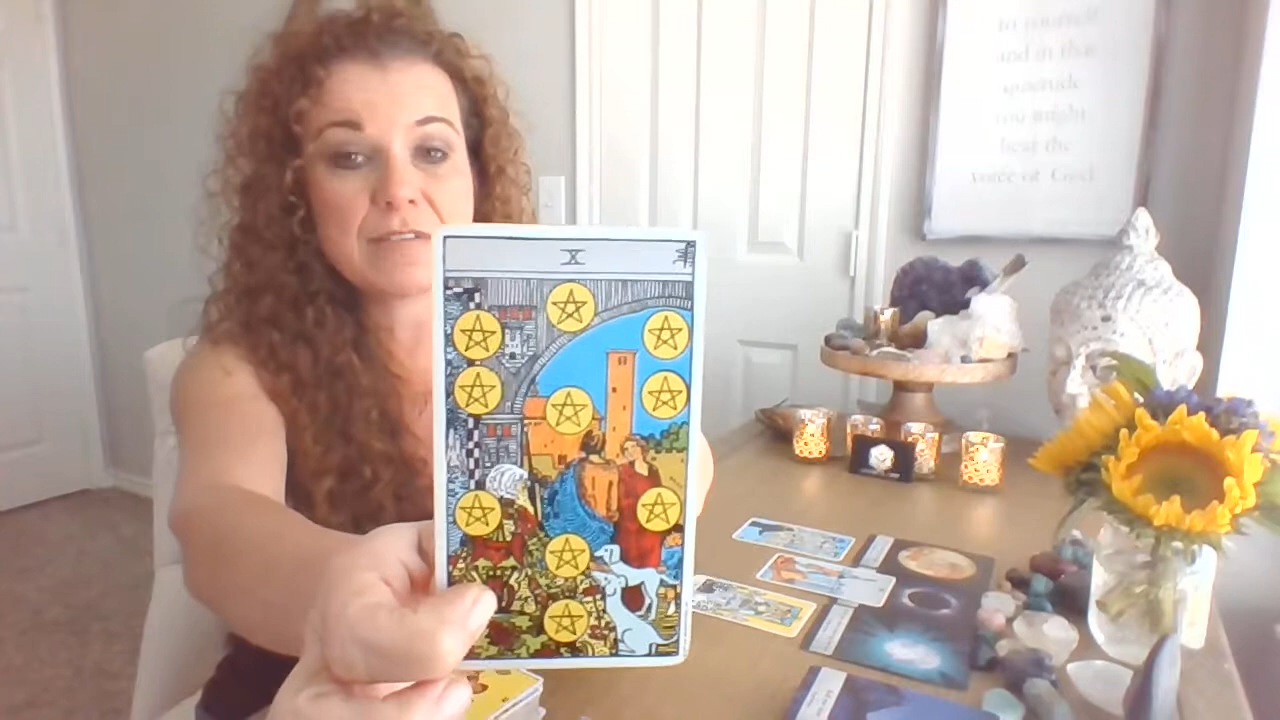 to yourself
and in that
quietude
you might
hear the
voice of God.
X